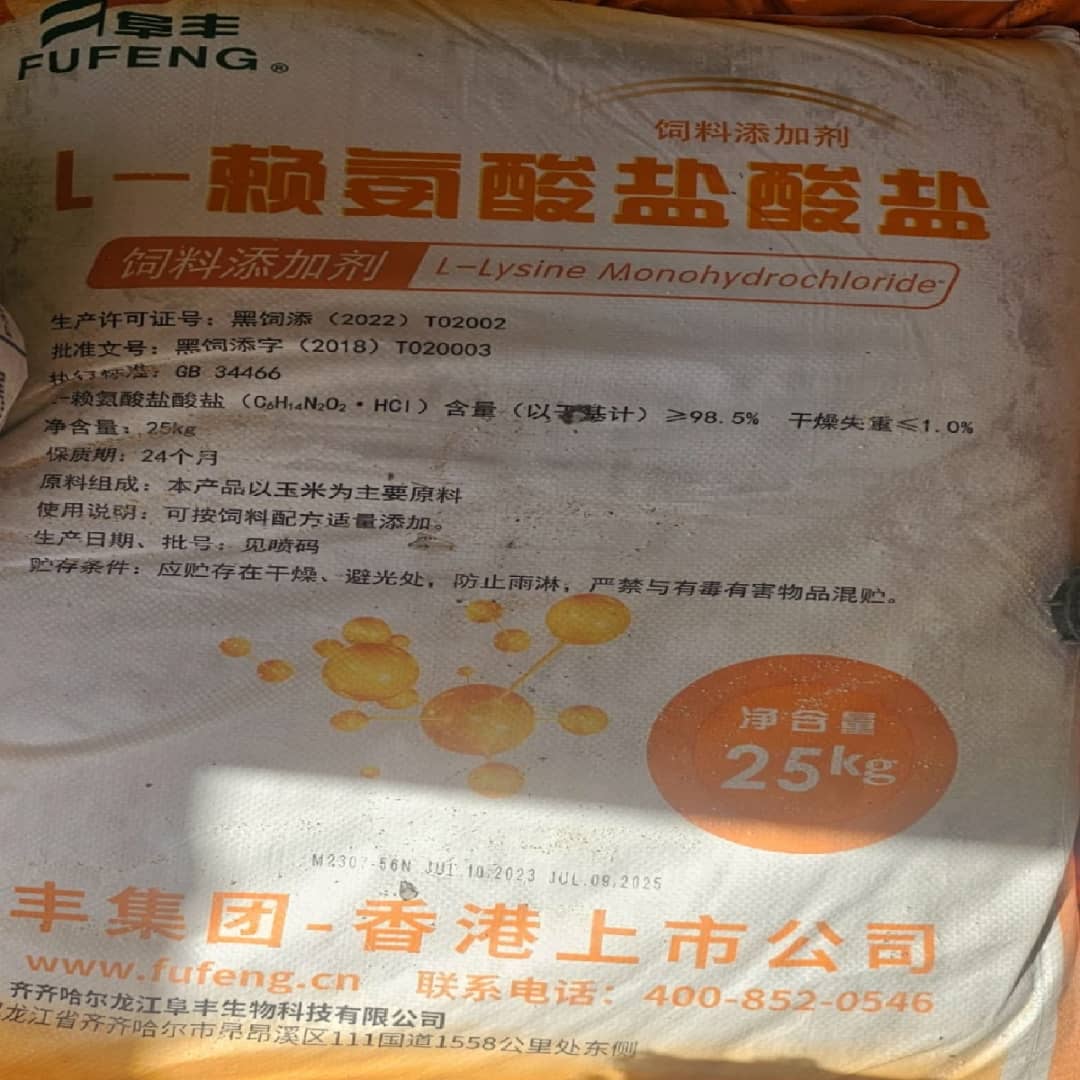 阜丰
FUFENG®
饲料添加剂
L-赖氨酸盐酸盐
饲料添加剂 L-Lysine Monohydrochloride
生产许可证号：黑饲添（2022）T02002
批准文号：黑饲添字（2018）T020003
执行标准：GB 34466
L-赖氨酸盐酸盐（C₆H₁₄N₂O₂·HCl）含量（以干基计）≥98.5% 干燥失重≤1.0%
净含量：25kg
保质期：24个月
原料组成：本产品以玉米为主要原料
使用说明：可按饲料配方适量添加。
生产日期、批号：见喷码
贮存条件：应贮存在干燥、避光处，防止雨淋，严禁与有毒有害物品混贮。
净含量
25kg
JUL 10.2023 JUL.09.2025
丰集团-香港上市公司
www.fufeng.cn 联系电话：400-852-0546
齐齐哈尔龙江阜丰生物科技有限公司
龙江省齐齐哈尔市昂昂溪区111国道1558公里处东侧